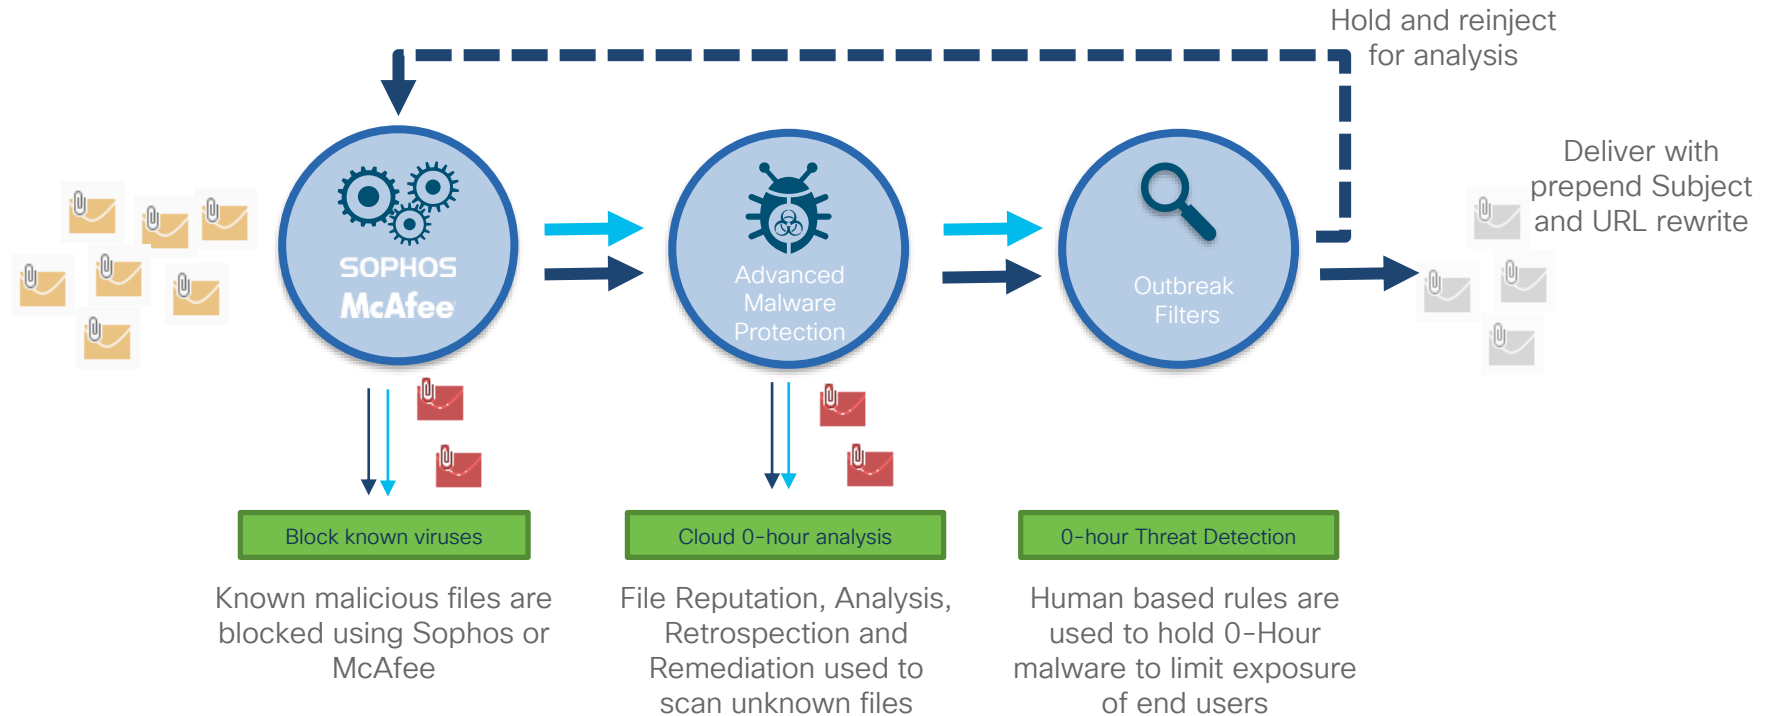 Hold and reinject
for analysis
Deliver with
prepend Subject
and URL rewrite
SOPHOS
McAfee
Advanced
Malware
Protection
Outbreak
Filters
Block known viruses
Cloud 0-hour analysis
0-hour Threat Detection
Known malicious files are
blocked using Sophos or
McAfee
File Reputation, Analysis,
Retrospection and
Remediation used to
scan unknown files
Human based rules are
used to hold 0-Hour
malware to limit exposure
of end users